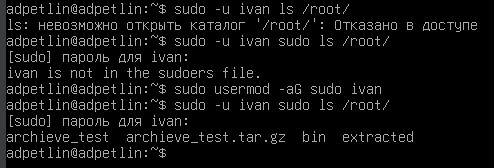 adpetlin@adpetlin:~$ sudo -u ivan ls /root/
ls: невозможно открыть каталог '/root/': Отказано в доступе
adpetlin@adpetlin:~$ sudo -u ivan sudo ls /root/
[sudo] пароль для ivan:
ivan is not in the sudoers file.
adpetlin@adpetlin:~$ sudo usermod -aG sudo ivan
adpetlin@adpetlin:~$ sudo -u ivan sudo ls /root/
[sudo] пароль для ivan:
archieve_test  archieve_test.tar.gz  bin  extracted
adpetlin@adpetlin:~$